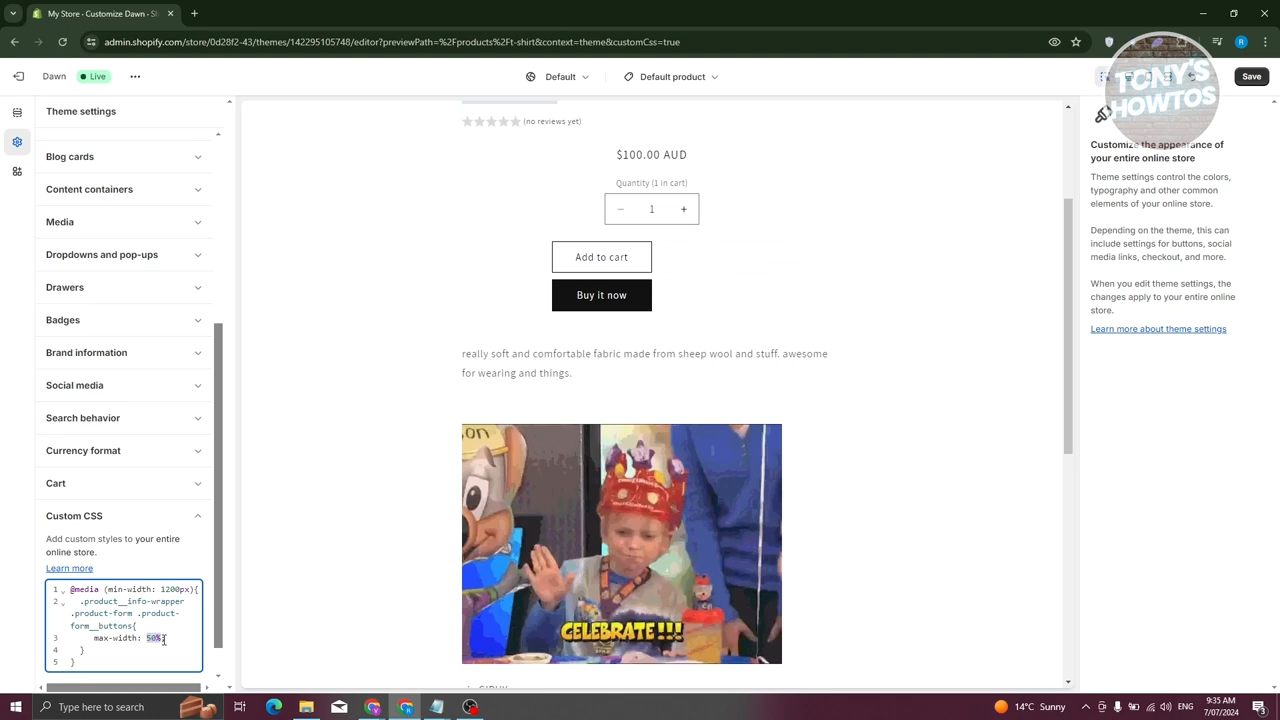 My Store · Customize Dawn · Sh
admin.shopify.com/store/0d28f2-43/themes/142295105748/editor?previewPath=%2Fproducts%2Ft-shirt&context=theme&customCss=true
Dawn
Live
Default
Default product
Save
TONY'S
HOWTOS
Theme settings
Blog cards
Content containers
Media
Dropdowns and pop-ups
Drawers
Badges
Brand information
Social media
Search behavior
Currency format
Cart
Custom CSS
Add custom styles to your entire
online store.
Learn more
1 @media (min-width: 1200px){
2 .product__info-wrapper
.product-form .product-
form__buttons{
3 max-width: 50%
4 }
5 }
(no reviews yet)
$100.00 AUD
Quantity (1 in cart)
1
Add to cart
Buy it now
really soft and comfortable fabric made from sheep wool and stuff. awesome
for wearing and things.
CELEBRATE!!!
Customize the appearance of
your entire online store
Theme settings control the colors,
typography and other common
elements of your online store.
Depending on the theme, this can
include settings for buttons, social
media links, checkout, and more.
When you edit theme settings, the
changes apply to your entire online
store.
Learn more about theme settings
Type here to search
14°C Sunny
ENG
9:35 AM
7/07/2024